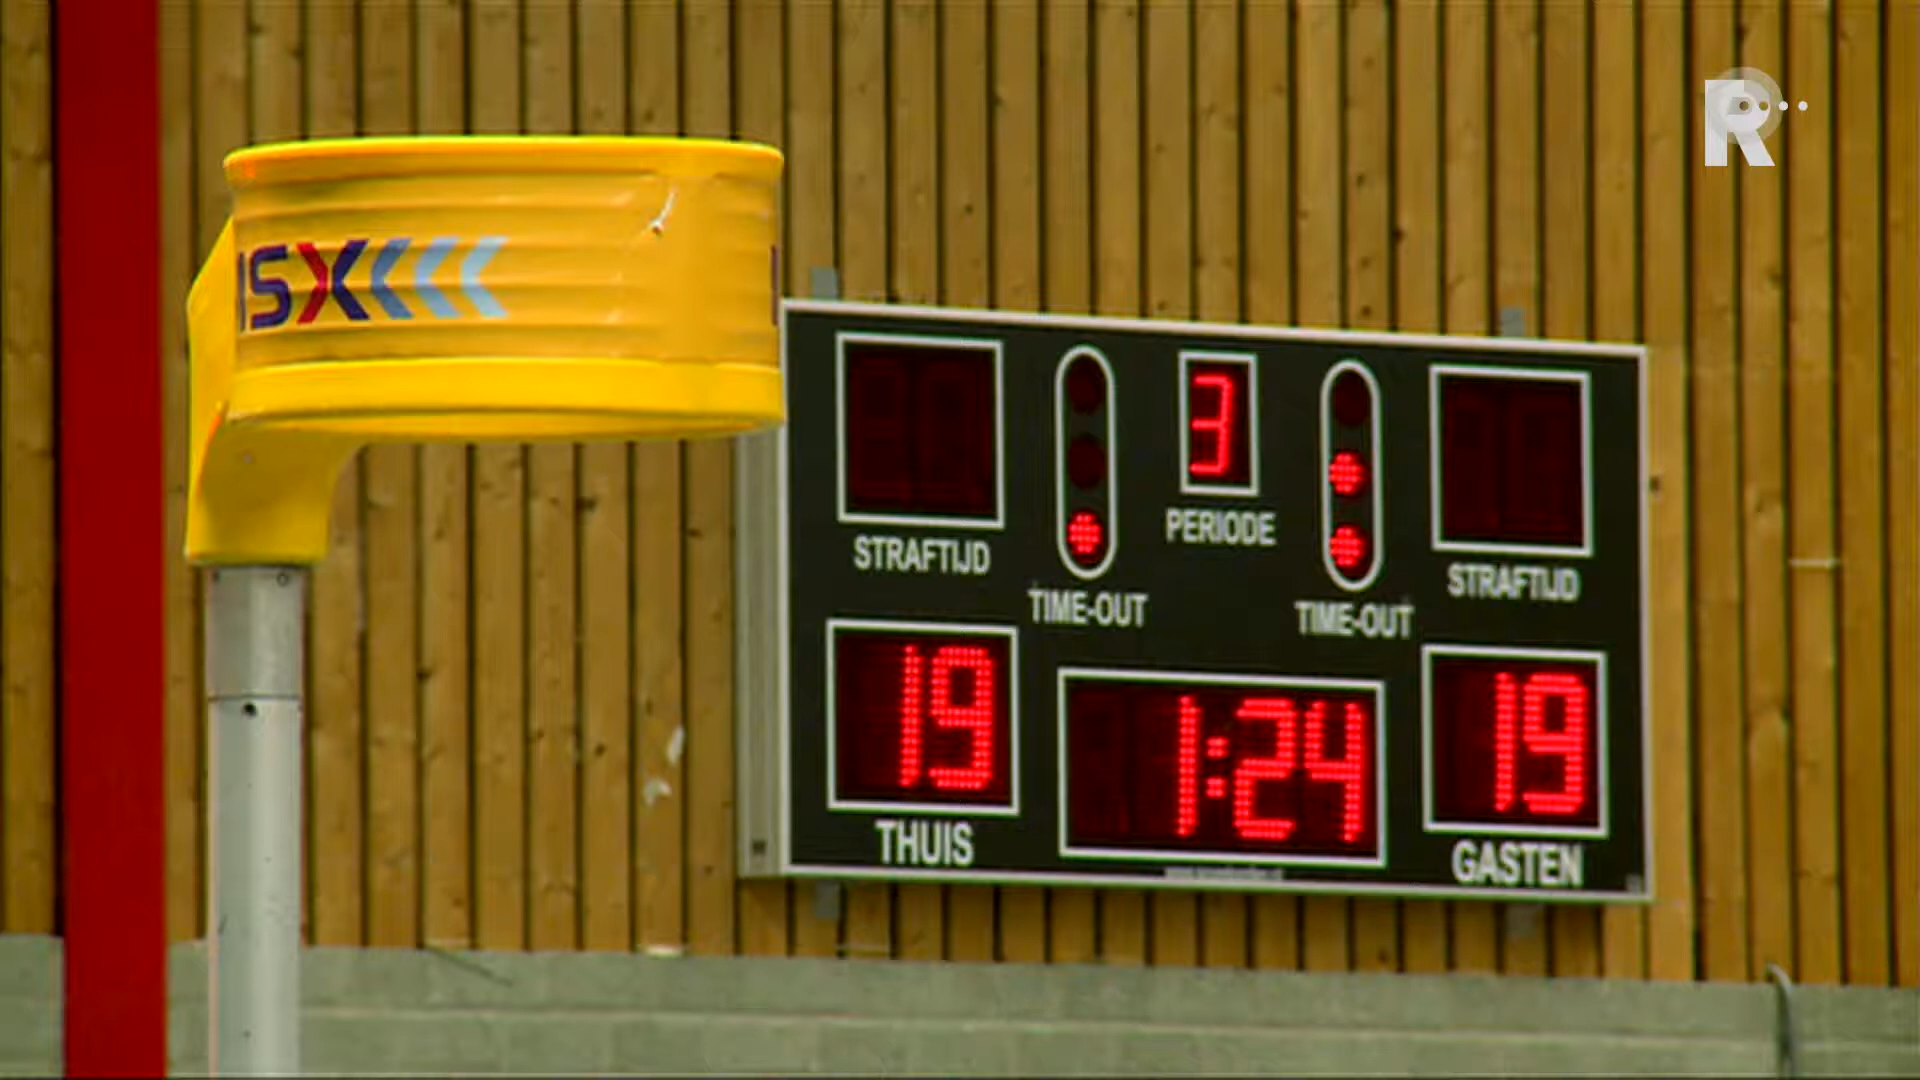 ISX
3
PERIODE
STRAFTIJD
STRAFTIJD
TIME-OUT
TIME-OUT
19
1:24
19
THUIS
GASTEN
R